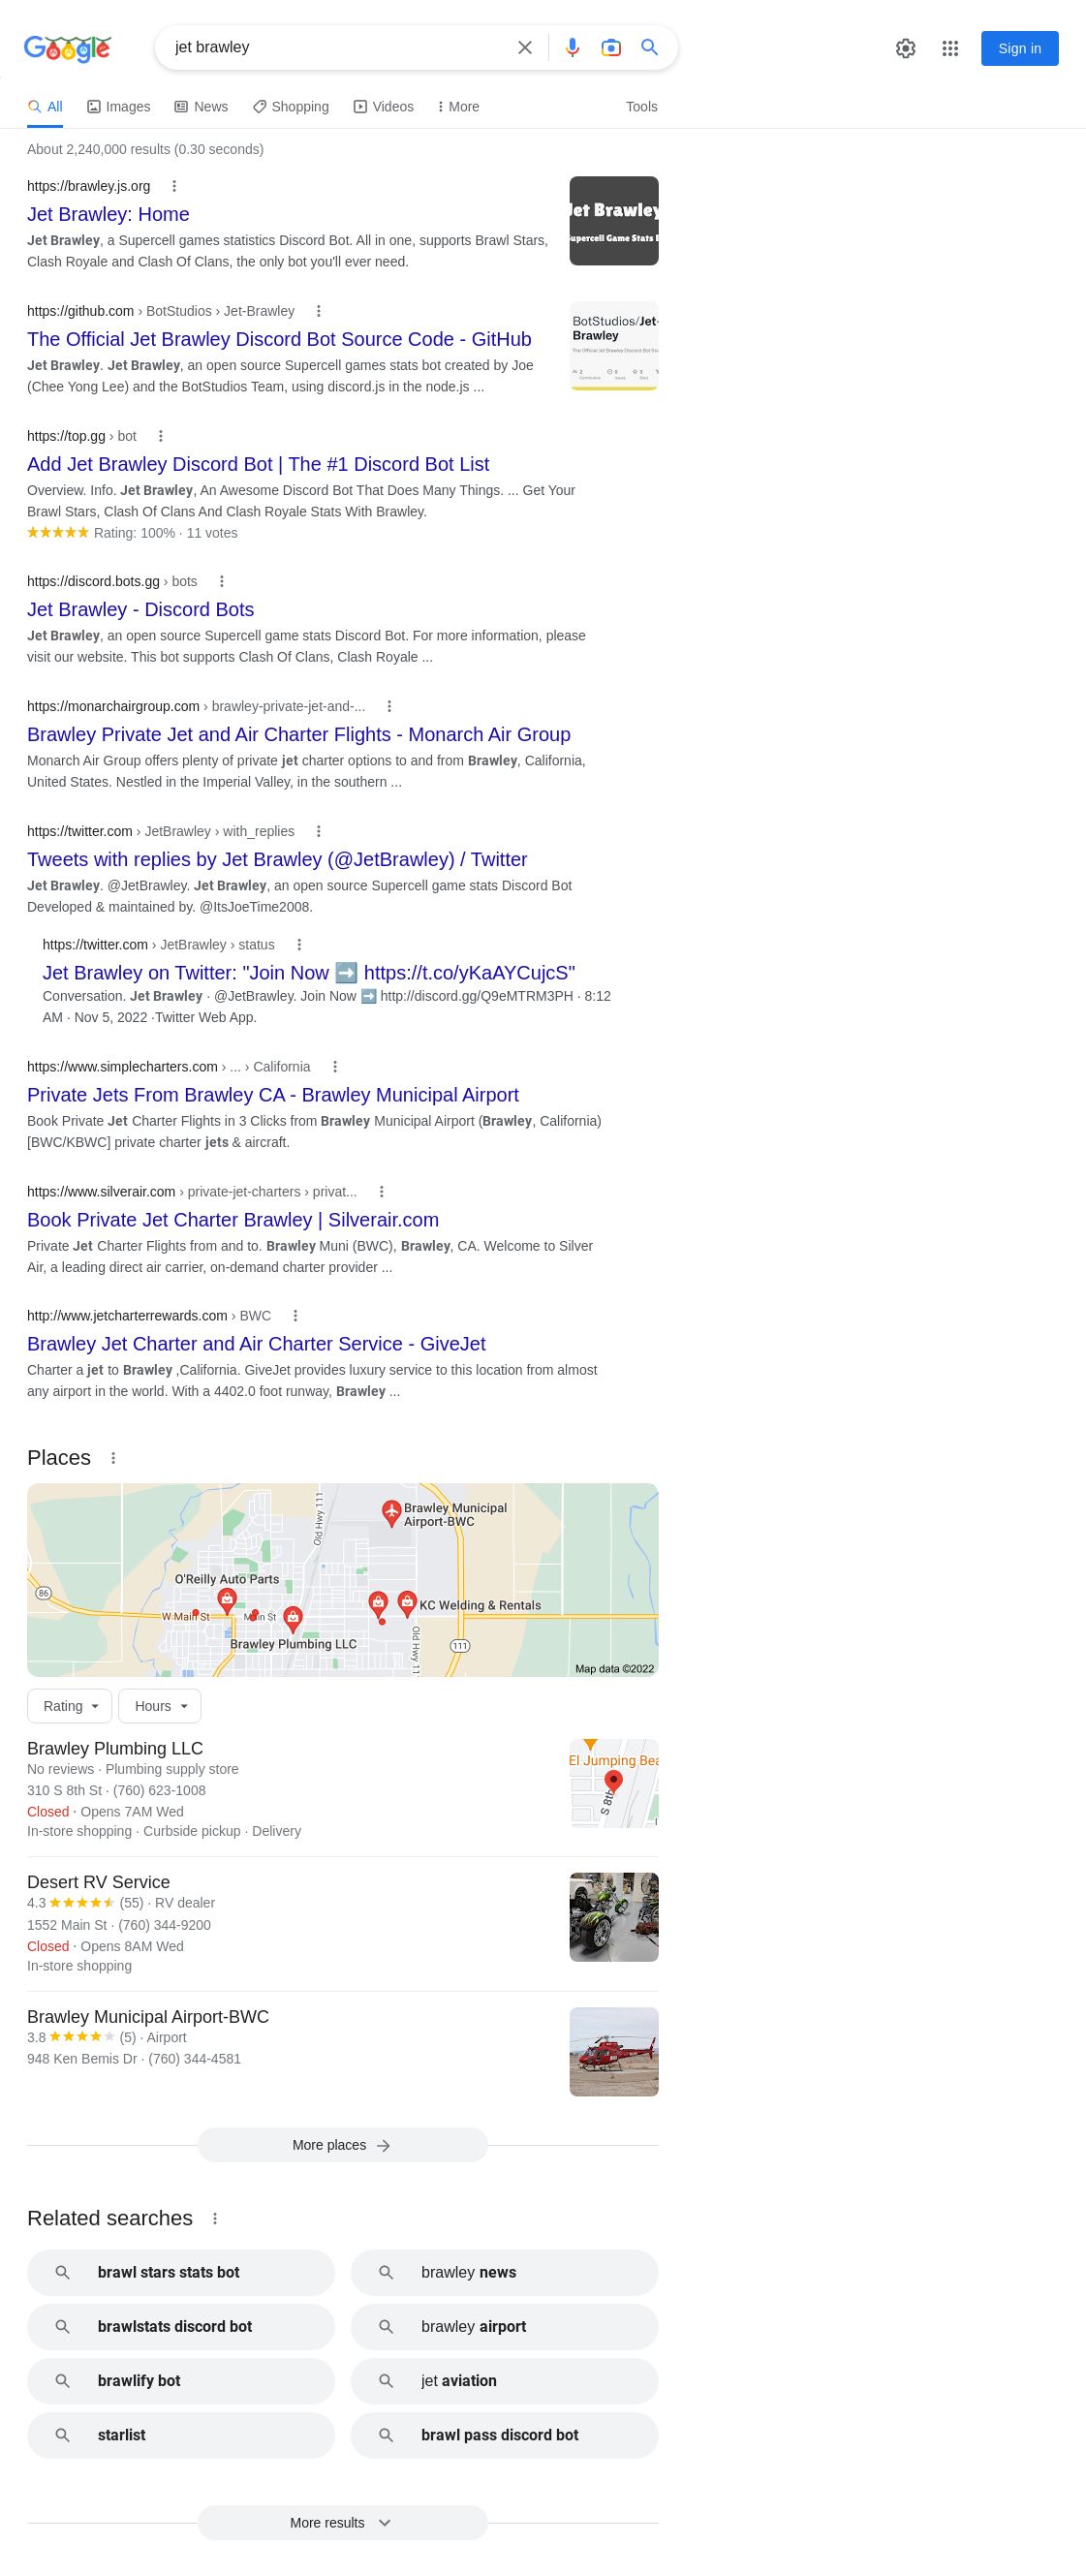 Google
jet brawley
Sign in
All
Images
News
Shopping
Videos
More
Tools
About 2,240,000 results (0.30 seconds)
https://brawley.js.org
Jet Brawley: Home
Jet Brawley, a Supercell games statistics Discord Bot. All in one, supports Brawl Stars,
Clash Royale and Clash Of Clans, the only bot you'll ever need.
Jet Brawley
Supercell Game Stats
https://github.com › BotStudios › Jet-Brawley
The Official Jet Brawley Discord Bot Source Code - GitHub
Jet Brawley. Jet Brawley, an open source Supercell games stats bot created by Joe
(Chee Yong Lee) and the BotStudios Team, using discord.js in the node.js ...
BotStudios/Jet-
Brawley
The Official Jet Brawley Discord Bot
https://top.gg › bot
Add Jet Brawley Discord Bot | The #1 Discord Bot List
Overview. Info. Jet Brawley, An Awesome Discord Bot That Does Many Things. ... Get Your
Brawl Stars, Clash Of Clans And Clash Royale Stats With Brawley.
Rating: 100% · 11 votes
https://discord.bots.gg › bots
Jet Brawley - Discord Bots
Jet Brawley, an open source Supercell game stats Discord Bot. For more information, please
visit our website. This bot supports Clash Of Clans, Clash Royale ...
https://monarchairgroup.com › brawley-private-jet-and-...
Brawley Private Jet and Air Charter Flights - Monarch Air Group
Monarch Air Group offers plenty of private jet charter options to and from Brawley, California,
United States. Nestled in the Imperial Valley, in the southern ...
https://twitter.com › JetBrawley › with_replies
Tweets with replies by Jet Brawley (@JetBrawley) / Twitter
Jet Brawley. @JetBrawley. Jet Brawley, an open source Supercell game stats Discord Bot
Developed & maintained by. @ItsJoeTime2008.
https://twitter.com › JetBrawley › status
Jet Brawley on Twitter: "Join Now ➡️ https://t.co/yKaAYCujcS"
Conversation. Jet Brawley · @JetBrawley. Join Now ➡️ http://discord.gg/Q9eMTRM3PH · 8:12
AM · Nov 5, 2022 ·Twitter Web App.
https://www.simplecharters.com › ... › California
Private Jets From Brawley CA - Brawley Municipal Airport
Book Private Jet Charter Flights in 3 Clicks from Brawley Municipal Airport (Brawley, California)
[BWC/KBWC] private charter jets & aircraft.
https://www.silverair.com › private-jet-charters › privat...
Book Private Jet Charter Brawley | Silverair.com
Private Jet Charter Flights from and to. Brawley Muni (BWC), Brawley, CA. Welcome to Silver
Air, a leading direct air carrier, on-demand charter provider ...
http://www.jetcharterrewards.com › BWC
Brawley Jet Charter and Air Charter Service - GiveJet
Charter a jet to Brawley ,California. GiveJet provides luxury service to this location from almost
any airport in the world. With a 4402.0 foot runway, Brawley ...
Places
Old Hwy 111
Brawley Municipal
Airport-BWC
O'Reilly Auto Parts
86
W Main St
Main St
KC Welding & Rentals
Brawley Plumbing LLC
Old Hwy 11
111
Map data ©2022
Rating
Hours
Brawley Plumbing LLC
No reviews · Plumbing supply store
310 S 8th St · (760) 623-1008
Closed · Opens 7AM Wed
In-store shopping · Curbside pickup · Delivery
El Jumping Bea
S 8th
Desert RV Service
4.3 (55) · RV dealer
1552 Main St · (760) 344-9200
Closed · Opens 8AM Wed
In-store shopping
Brawley Municipal Airport-BWC
3.8 (5) · Airport
948 Ken Bemis Dr · (760) 344-4581
More places
Related searches
brawl stars stats bot
brawley news
brawlstats discord bot
brawley airport
brawlify bot
jet aviation
starlist
brawl pass discord bot
More results